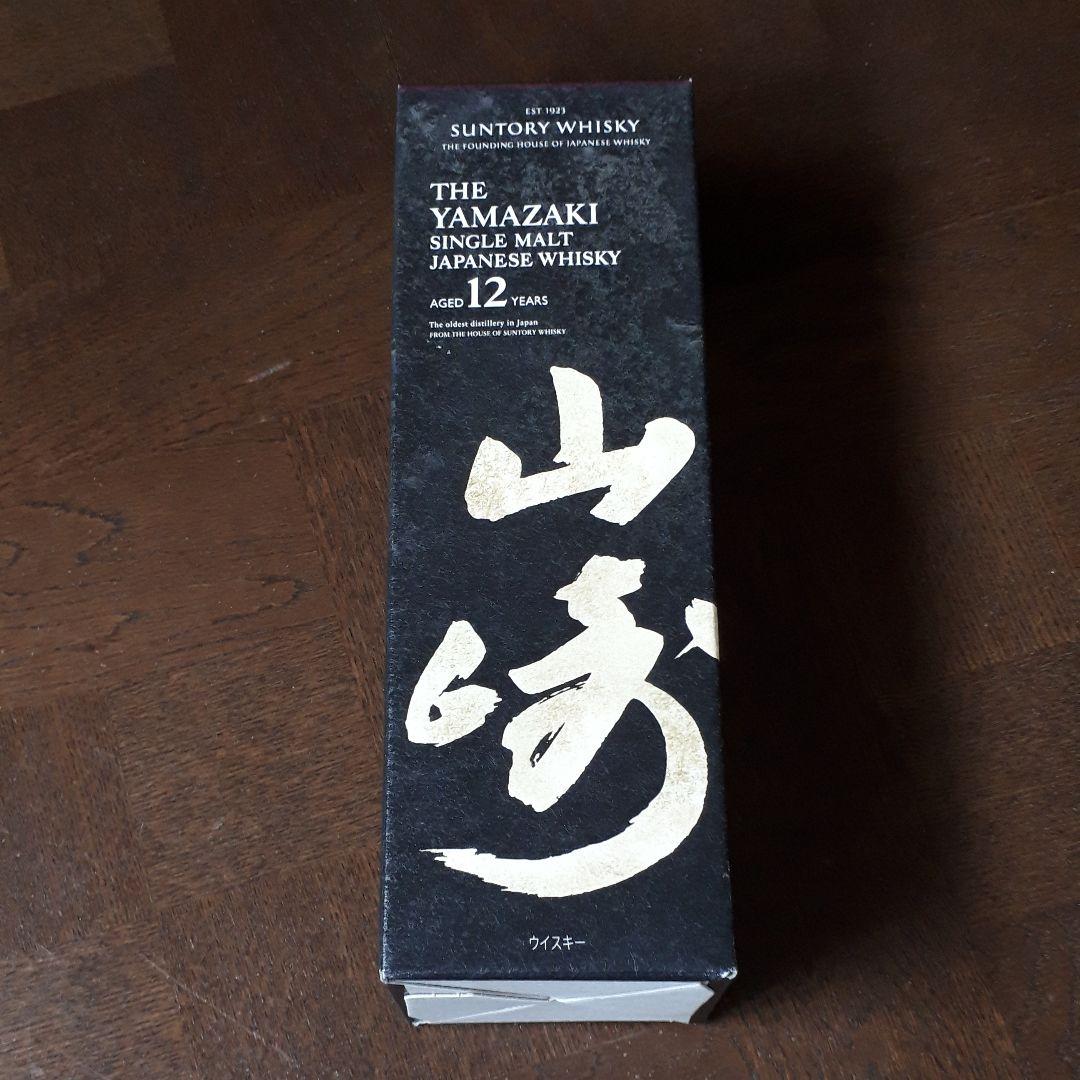 EST 1923
SUNTORY WHISKY
THE FOUNDING HOUSE OF JAPANESE WHISKY
THE
YAMAZAKI
SINGLE MALT
JAPANESE WHISKY
AGED 12 YEARS
The oldest distillery in Japan
FROM THE HOUSE OF SUNTORY WHISKY
山崎
ウイスキー